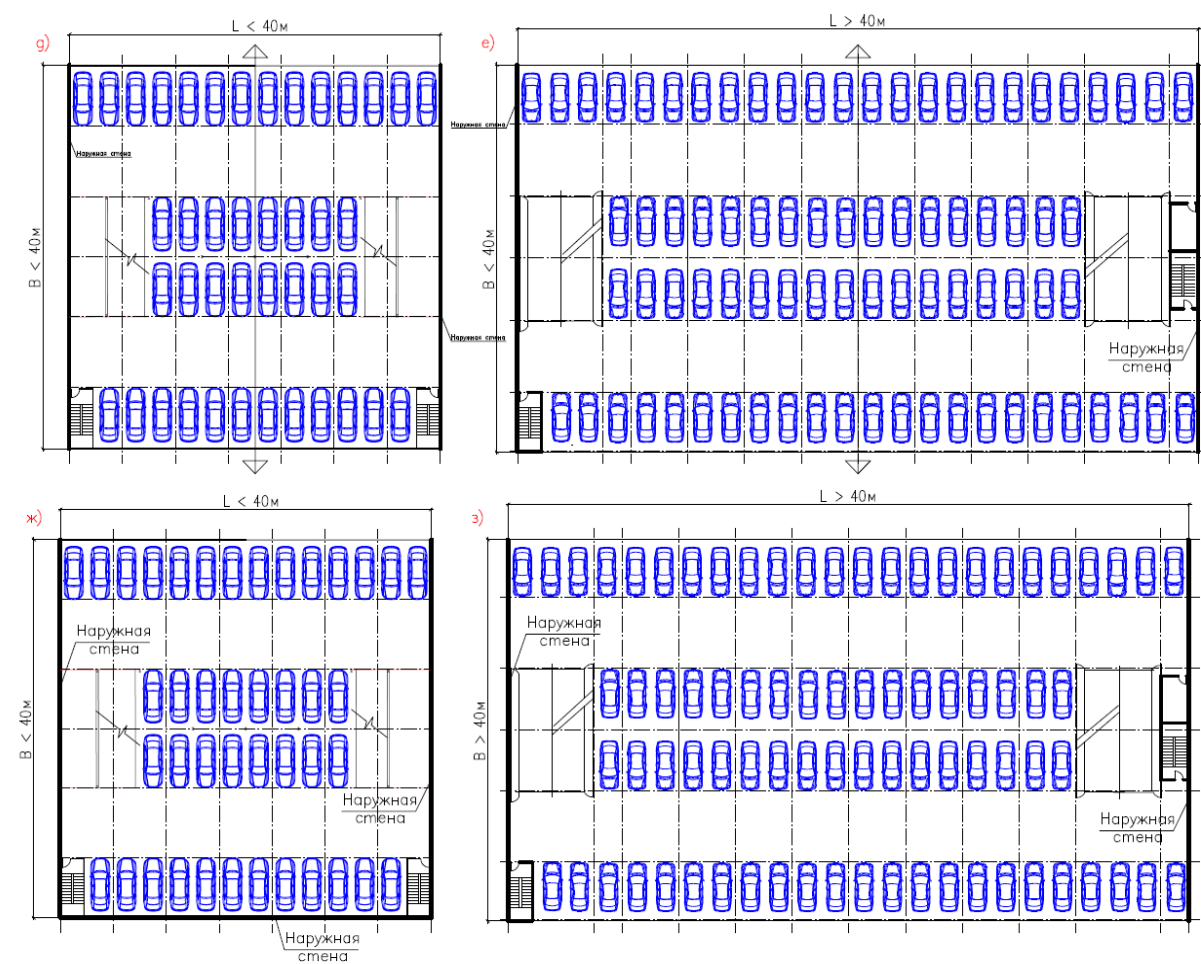 д)
L < 40м
B < 40м
Наружная стена
Наружная стена
е)
L > 40м
Наружная стена
B < 40м
Наружная
стена
ж)
L < 40м
B < 40м
Наружная
стена
Наружная
стена
Наружная
стена
з)
L > 40м
B > 40м
Наружная
стена
Наружная
стена